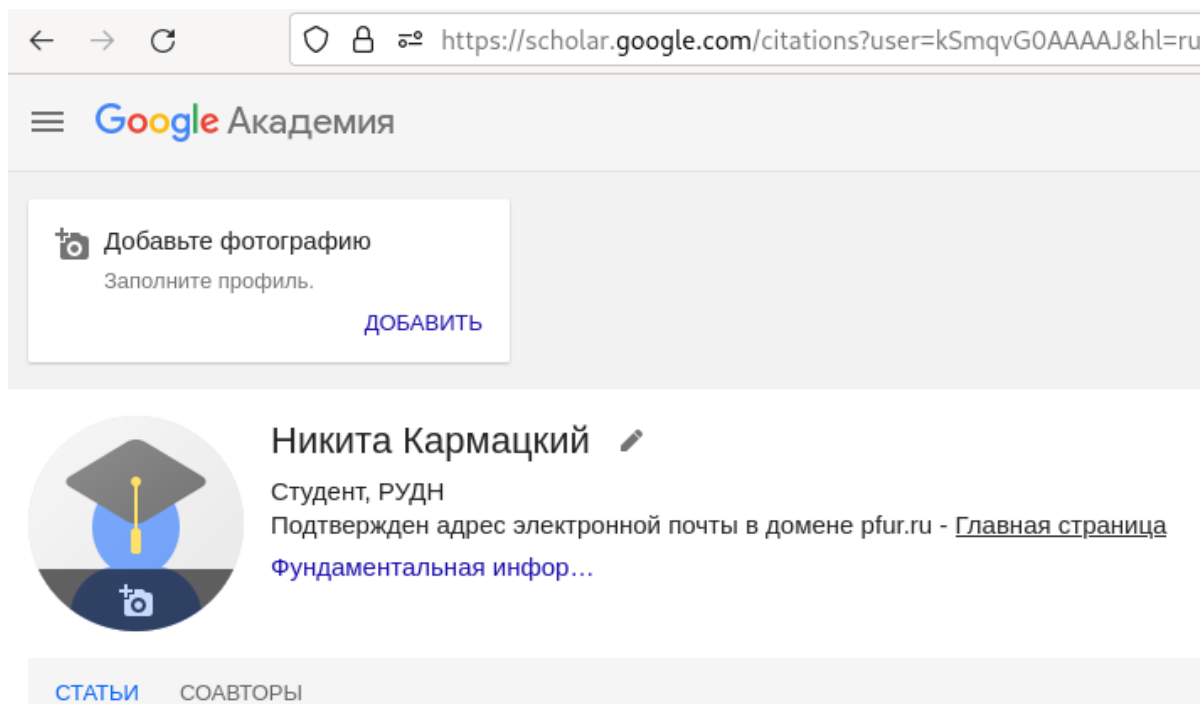 https://scholar.google.com/citations?user=kSmqvG0AAAAJ&hl=ru
Google Академия
Добавьте фотографию
Заполните профиль.
ДОБАВИТЬ
Никита Кармацкий
Студент, РУДН
Подтвержден адрес электронной почты в домене pfur.ru - Главная страница
Фундаментальная инфор…
СТАТЬИ СОАВТОРЫ